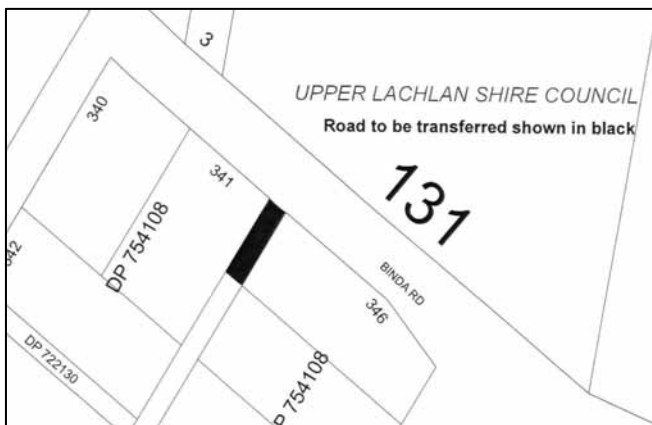 3
UPPER LACHLAN SHIRE COUNCIL
Road to be transferred shown in black
340
341
131
DP 754108
342
BINDA RD
346
DP 722130
P 754108